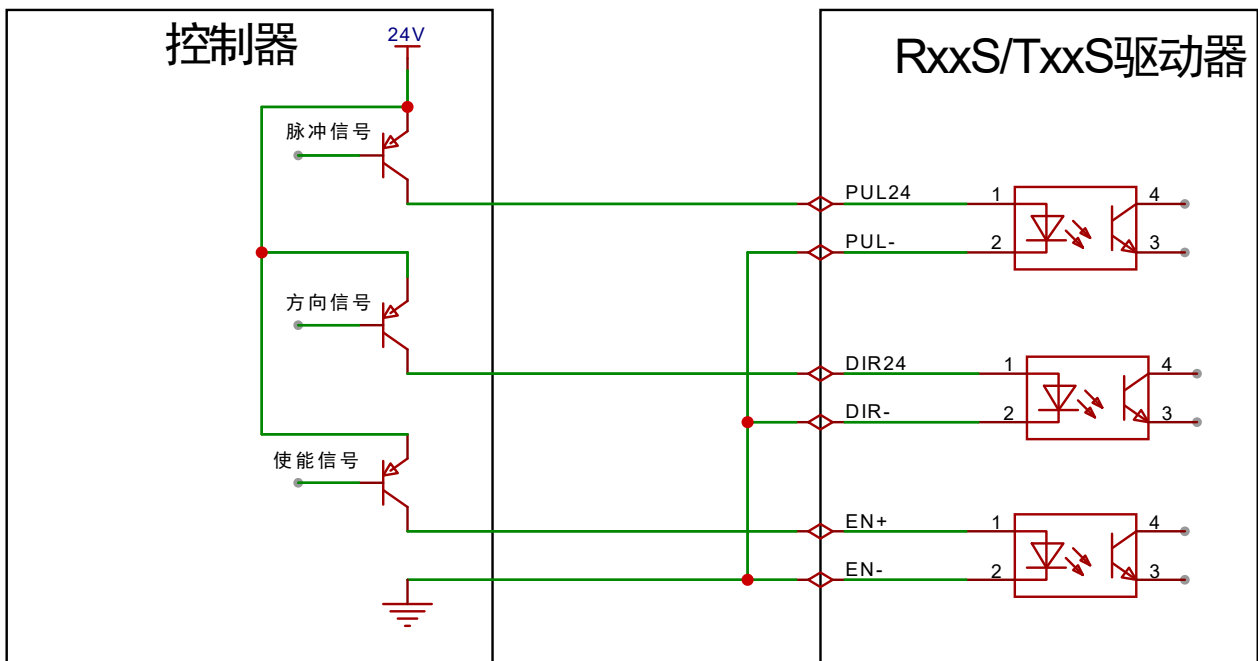 控制器
24V
RxxS/TxxS驱动器
脉冲信号
PUL24
1
4
PUL-
2
3
方向信号
DIR24
1
4
DIR-
2
3
使能信号
EN+
1
4
EN-
2
3